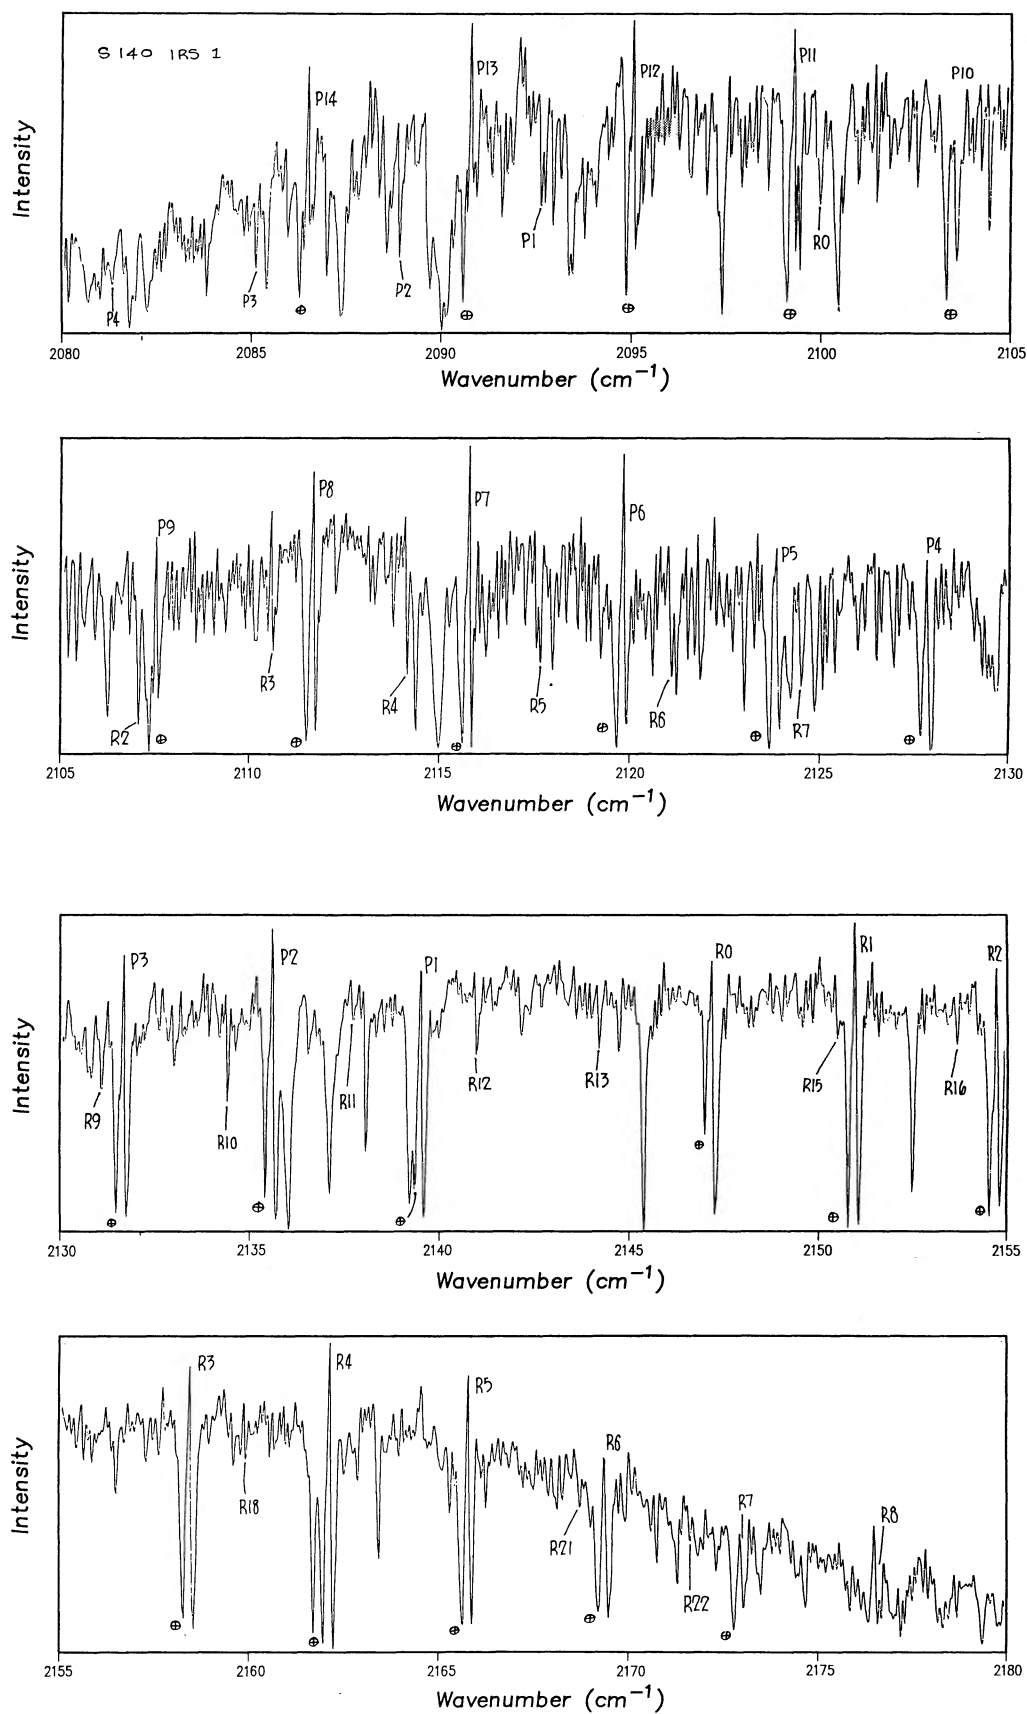 S 140 IRS 1
P14
P13
P12
P11
P10
P1
R0
P2
P3
P4
⊕ ⊕ ⊕ ⊕ ⊕
Intensity
2080 2085 2090 2095 2100 2105
Wavenumber (cm⁻¹)
P9
P8
P7
P6
P5
P4
R3
R4
R5
R6
R7
R2
⊕ ⊕ ⊕ ⊕ ⊕ ⊕
Intensity
2105 2110 2115 2120 2125 2130
Wavenumber (cm⁻¹)
P3
P2
P1
R0
R1
R2
R9
R10
R11
R12
R13
R15
R16
⊕ ⊕ ⊕ ⊕ ⊕ ⊕
Intensity
2130 2135 2140 2145 2150 2155
Wavenumber (cm⁻¹)
R3
R4
R5
R6
R7
R8
R18
R21
R22
⊕ ⊕ ⊕ ⊕ ⊕
Intensity
2155 2160 2165 2170 2175 2180
Wavenumber (cm⁻¹)